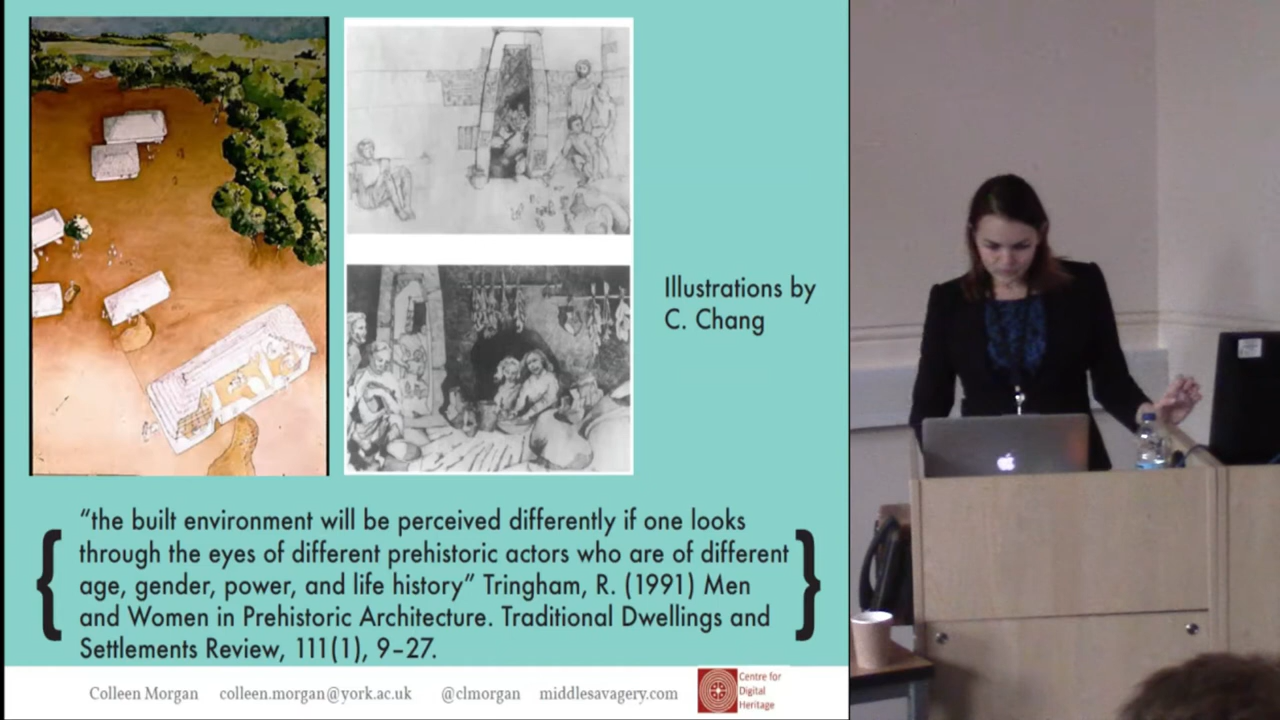 Illustrations by
C. Chang
“the built environment will be perceived differently if one looks
through the eyes of different prehistoric actors who are of different
age, gender, power, and life history” Tringham, R. (1991) Men
and Women in Prehistoric Architecture. Traditional Dwellings and
Settlements Review, 111(1), 9–27.
Colleen Morgan colleen.morgan@york.ac.uk @clmorgan middlesavagery.com
Centre for
Digital
Heritage